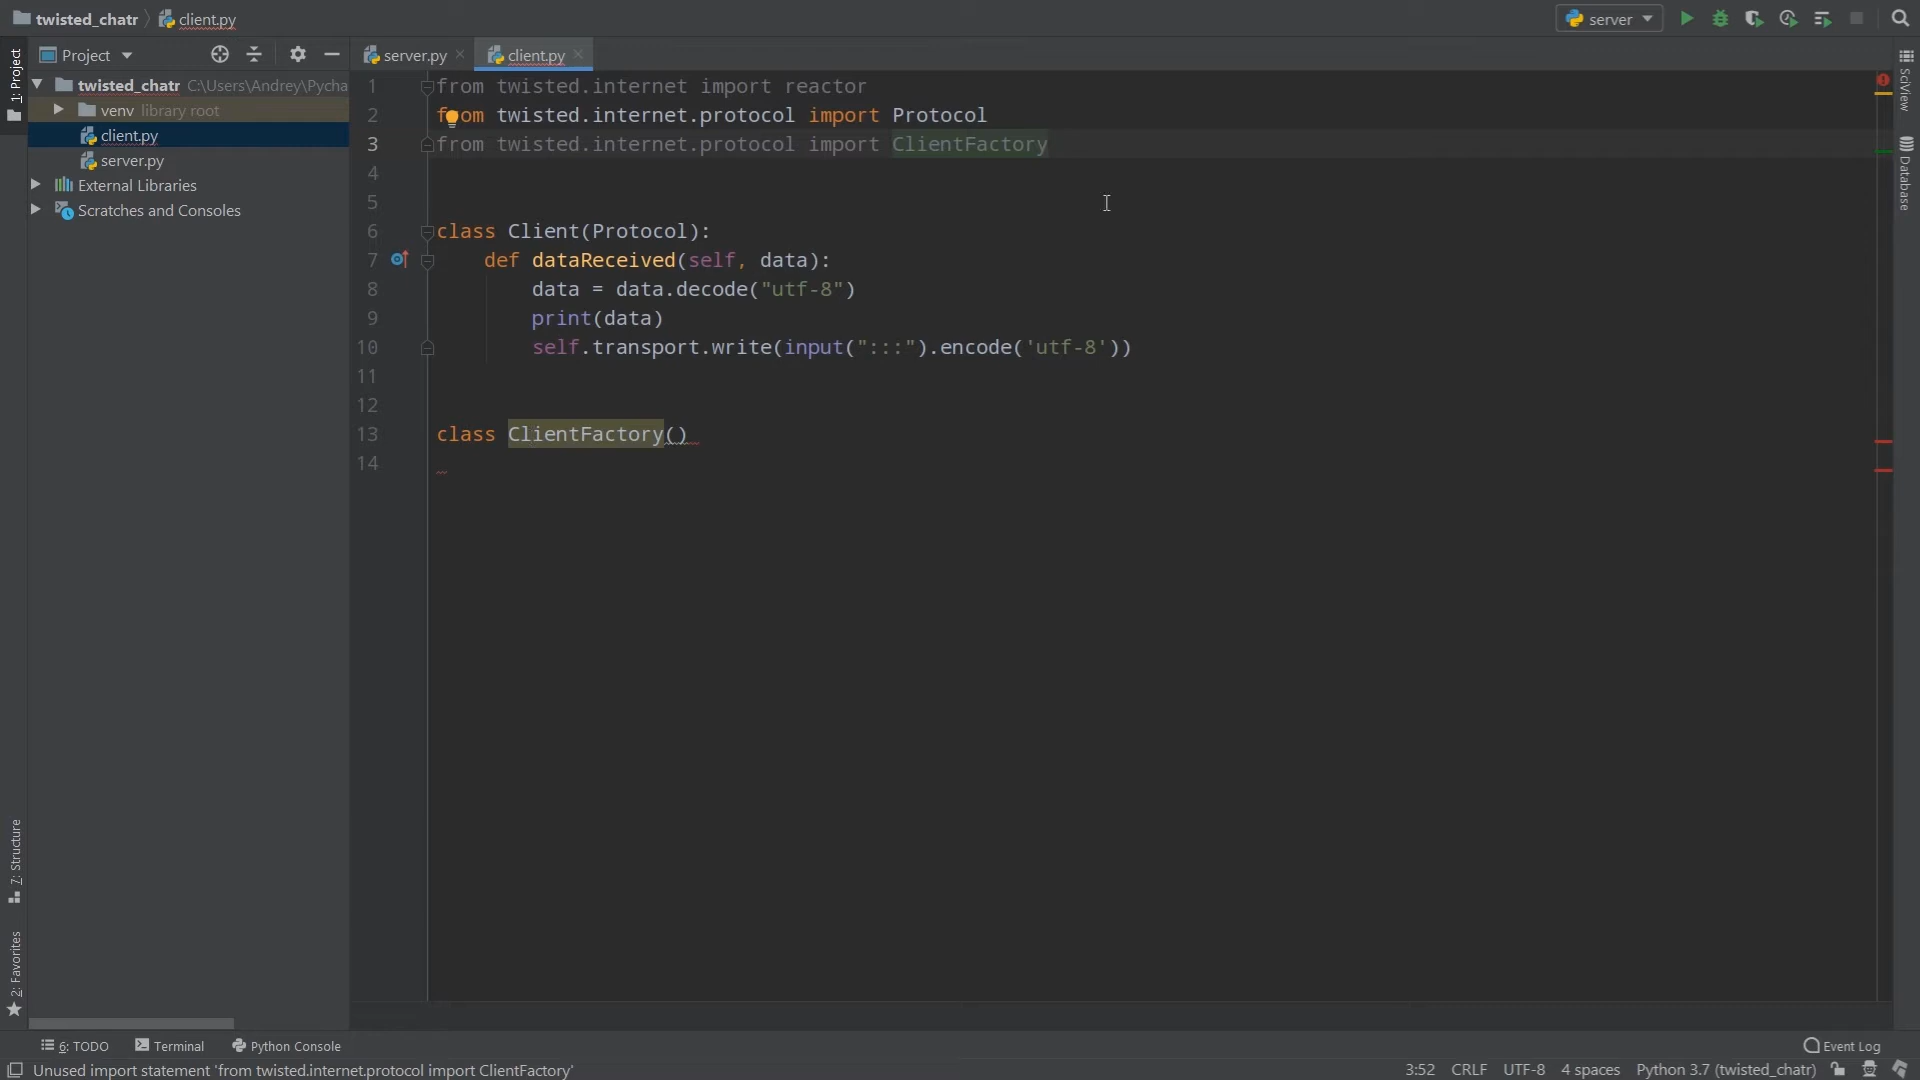 twisted_chatr client.py
server
Project
server.py client.py
1: Project
twisted_chatr C:\Users\Andrey\Pycha
venv library root
client.py
server.py
External Libraries
Scratches and Consoles
1 from twisted.internet import reactor
2 from twisted.internet.protocol import Protocol
3 from twisted.internet.protocol import ClientFactory
4
5
6 class Client(Protocol):
7 def dataReceived(self, data):
8 data = data.decode("utf-8")
9 print(data)
10 self.transport.write(input(":::").encode('utf-8'))
11
12
13 class ClientFactory()
14
SciView
Database
7: Structure
2: Favorites
6: TODO Terminal Python Console Event Log
Unused import statement 'from twisted.internet.protocol import ClientFactory' 3:52 CRLF UTF-8 4 spaces Python 3.7 (twisted_chatr)